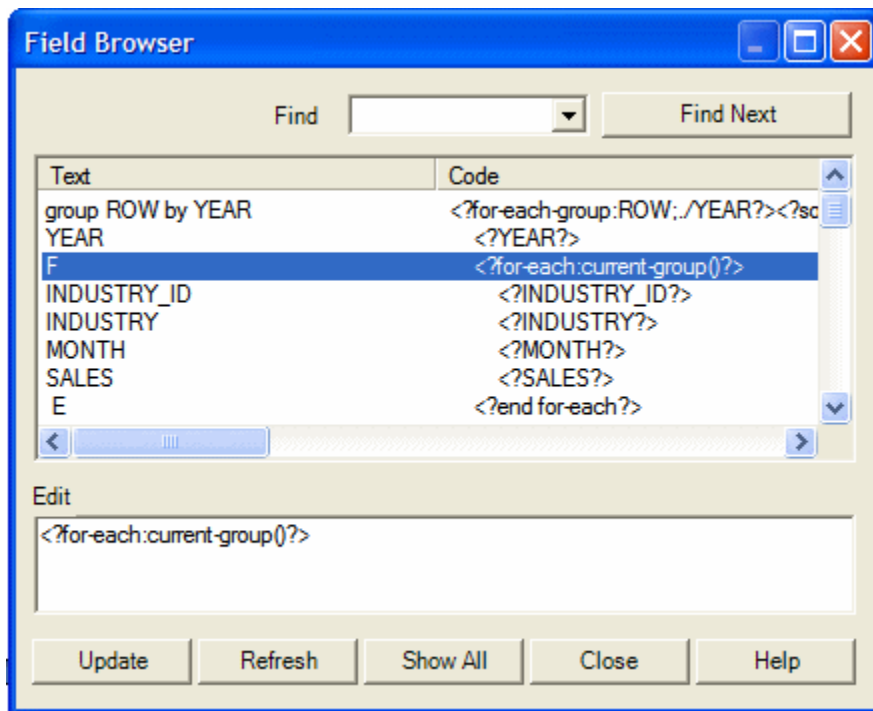 Field Browser
Find Find Next
Text Code
group ROW by YEAR <?for-each-group:ROW;./YEAR?><?so
YEAR <?YEAR?>
F <?for-each:current-group()?>
INDUSTRY_ID <?INDUSTRY_ID?>
INDUSTRY <?INDUSTRY?>
MONTH <?MONTH?>
SALES <?SALES?>
E <?end for-each?>
Edit
<?for-each:current-group()?>
Update Refresh Show All Close Help